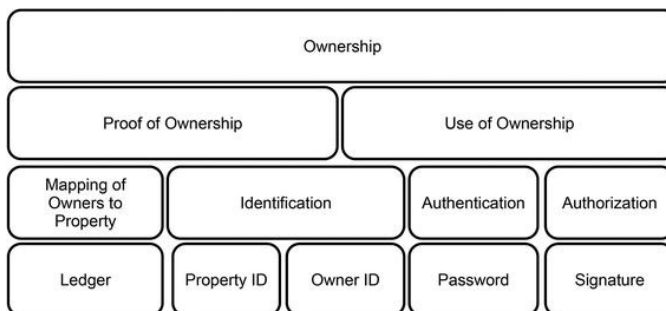 Ownership
Proof of Ownership
Use of Ownership
Mapping of
Owners to
Property
Identification
Authentication
Authorization
Ledger
Property ID
Owner ID
Password
Signature